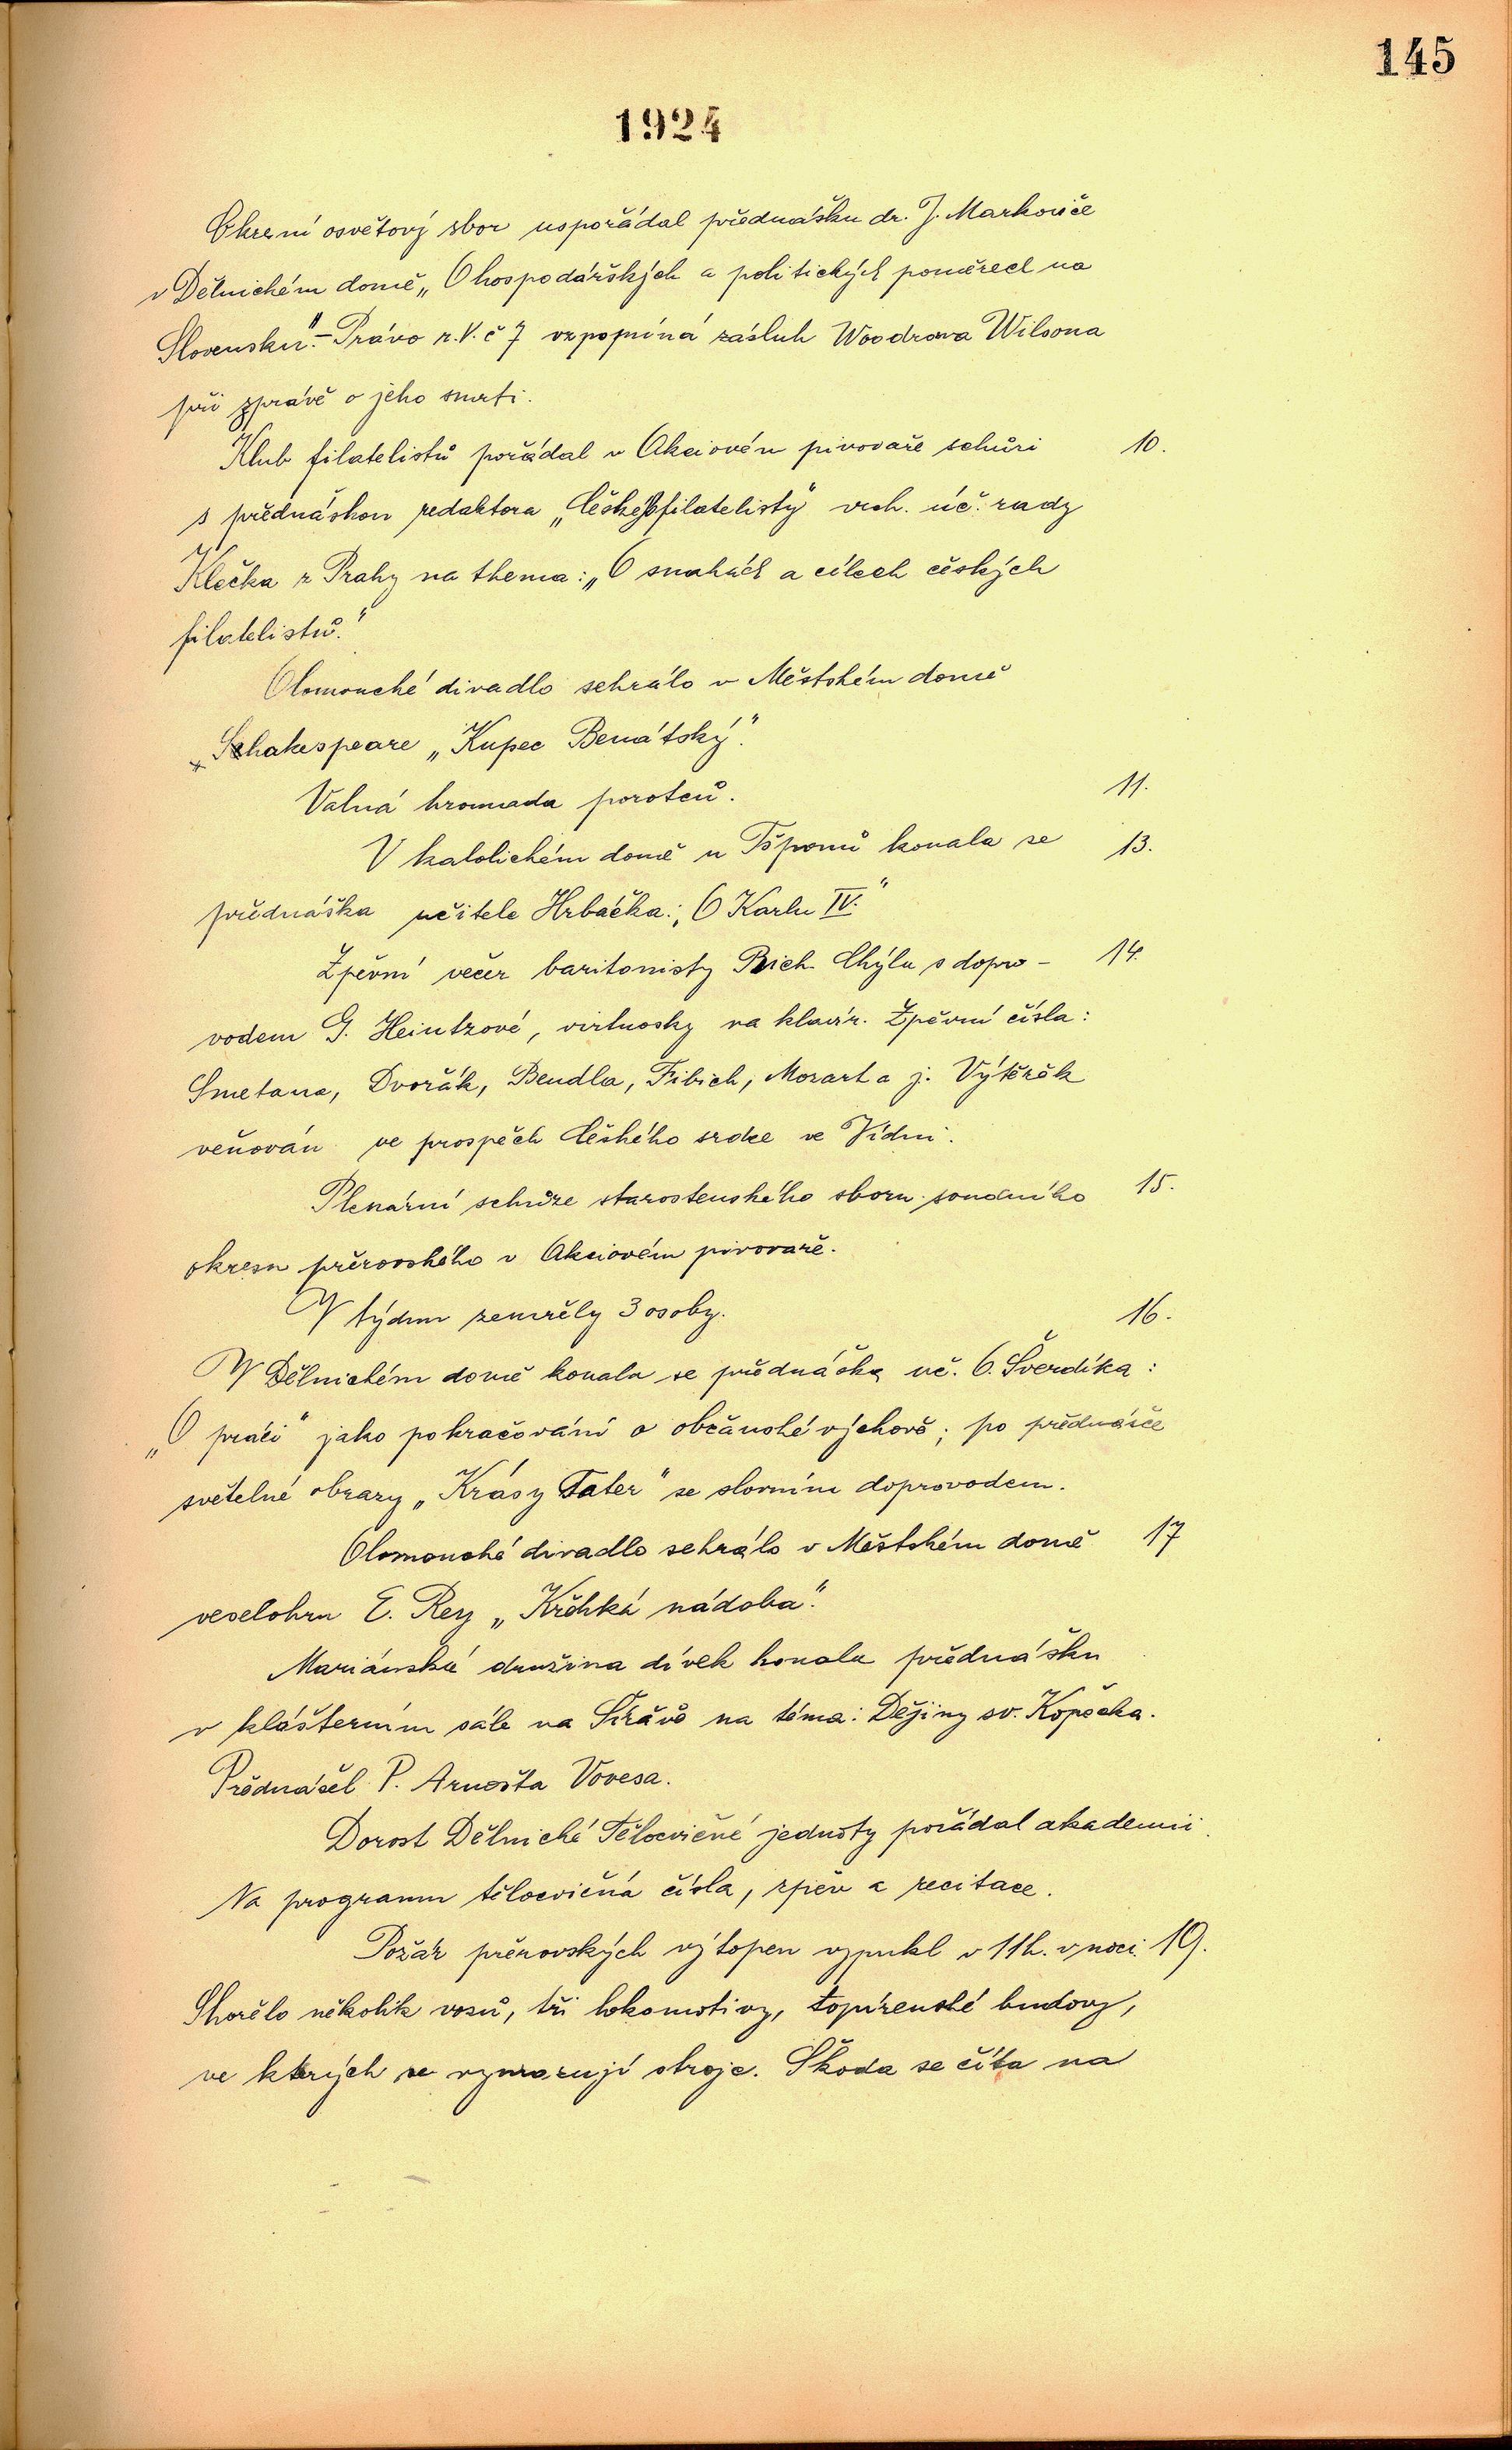 145
1924
Okresní osvětový sbor uspořádal přednášku dr. J. Markoviče
v Dělnickém domě „O hospodářských a politických poměrech na
Slovensku". – Právo r. V. č 7 vzpomíná zásluh Woodrowa Wilsona
při zprávě o jeho smrti.
Klub filatelistů pořádal v Akciovém pivovaře schůzi 10.
s přednáškou redaktora „Českého filatelisty" vrch. úč. rady
Klečka z Prahy na thema: „O snahách a cílech českých
filatelistů."
Olomoucké divadlo sehrálo v Městském domě
Schakespeare „Kupec Benátský".
Valná hromada porotců. 11.
V katolickém domě u Tšponů konala se 13.
přednáška učitele Hrbáčka: „O Karlu IV."
Zpěvní večer baritonisty Rich. Chýlu s dopro- 14.
vodem G. Heintzové, virtuosky na klavír. Zpěvní čísla:
Smetana, Dvořák, Bendla, Fibich, Mozart a j. Výtěžek
věnován ve prospěch Českého srdce ve Vídni.
Plenární schůze starostenského sboru soudního 15.
okresu přerovského v Akciovém pivovaře.
V týdnu zemřely 3 osoby. 16.
V Dělnickém domě konala se přednáška uč. O. Šverdíka:
„O práci" jako pokračování o občanské výchově; po přednášce
světelné obrazy „Krásy Tater" se slovním doprovodem.
Olomoucké divadlo sehrálo v Městském domě 17
veselohru E. Rey „Křehká nádoba".
Mariánská družina dívek konala přednášku
v klášterním sále na Šírávě na téma: Dějiny sv. Kopečka.
Přednášel P. Arnošta Vovesa.
Dorost Dělnické Tělocvičné jednoty pořádal akademii.
Na programu tělocvičná čísla, zpěv a recitace.
Požár přerovských výtopen vypukl v 11h. v noci. 19.
Shořelo několik vozů, tři lokomotivy, topírenské budovy,
ve kterých se vymazují stroje. Škoda se číta na